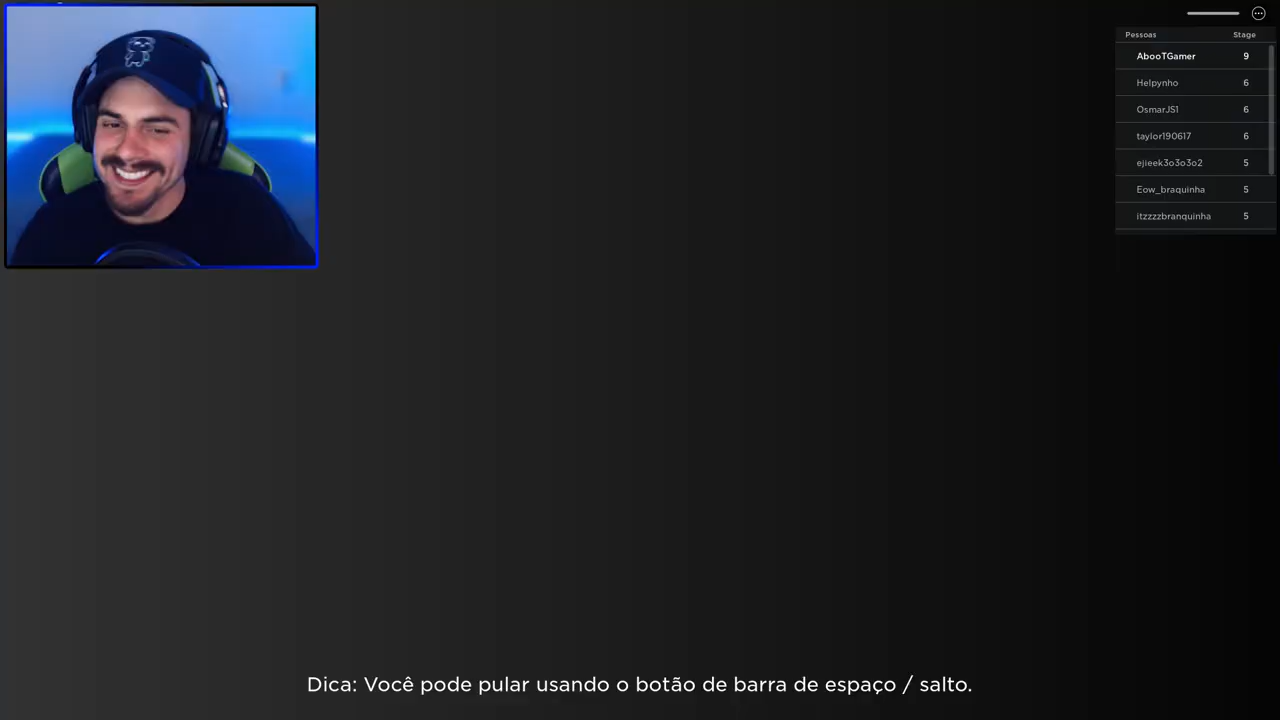 Pessoas Stage
AbooTGamer 9
Helpynho 6
OsmarJS1 6
taylor190617 6
ejieek3o3o3o2 5
Eow_braquinha 5
itzzzzbranquinha 5
Dica: Você pode pular usando o botão de barra de espaço / salto.